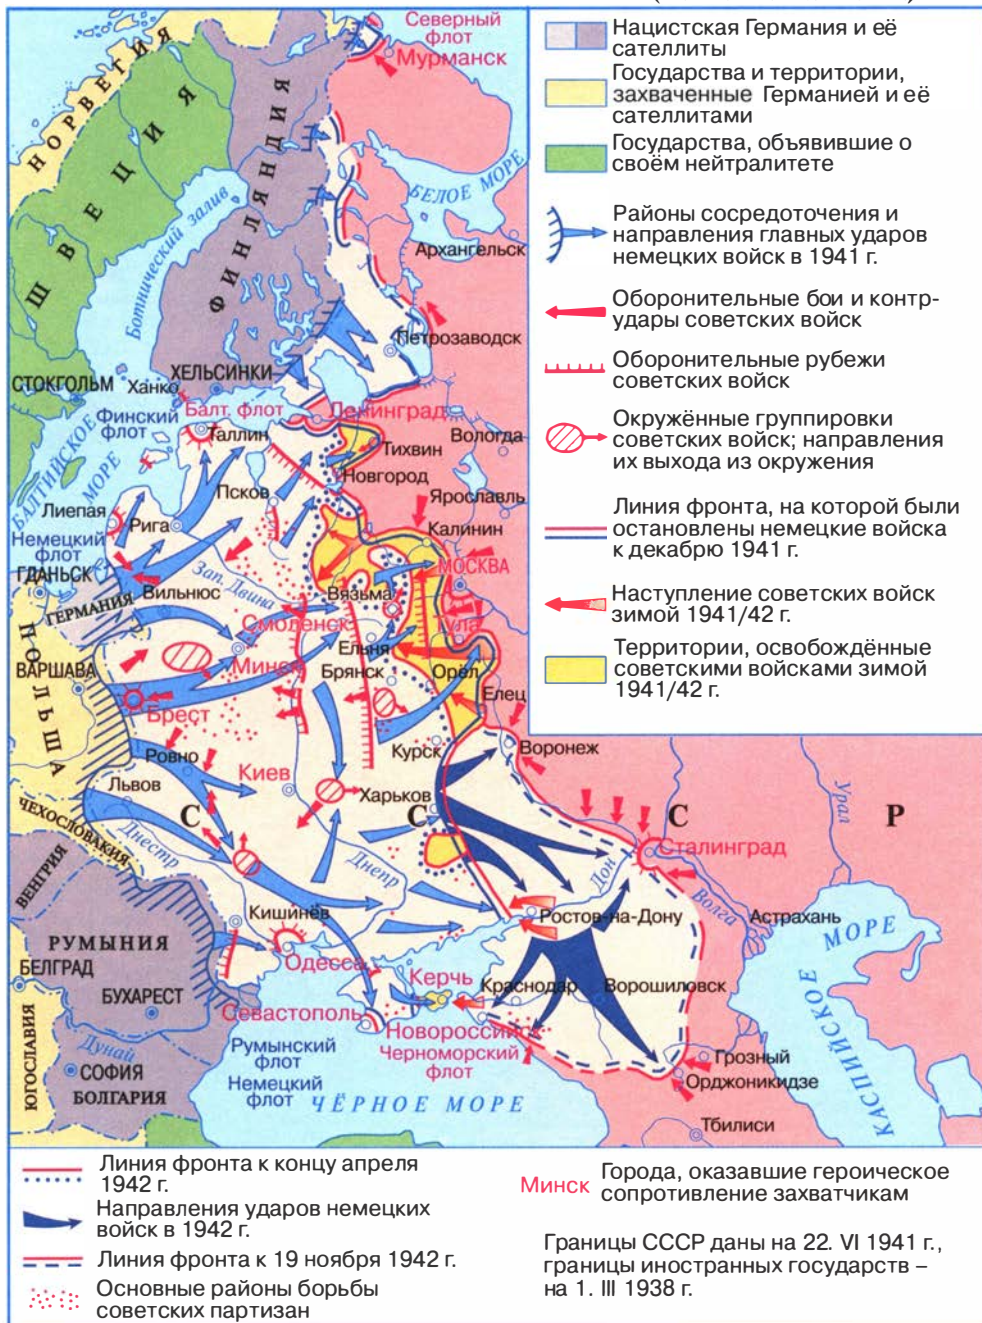 Северный
флот
Мурманск
НОРВЕГИЯ
ШВЕЦИЯ
ФИНЛЯНДИЯ
Ботнический залив
БЕЛОЕ МОРЕ
Архангельск
Петрозаводск
ХЕЛЬСИНКИ
СТОКГОЛЬМ
Ханко
Финский
флот
Балт. флот
Ленинград
Таллин
Тихвин
Вологда
БАЛТИЙСКОЕ
МОРЕ
Новгород
Псков
Ярославль
Лиепая
Рига
Калинин
Немецкий
флот
ГДАНЬСК
Зап. Двина
МОСКВА
Вязьма
ГЕРМАНИЯ
Вильнюс
Смоленск
Тула
Ельня
Минск
ВАРШАВА
Брянск
Орёл
ПОЛЬША
Елец
Брест
Курск
Воронеж
Ровно
Киев
Львов
Харьков
С С С Р
Урал
ЧЕХОСЛОВАКИЯ
Днестр
Днепр
Сталинград
Дон
Волга
ВЕНГРИЯ
Кишинёв
Ростов-на-Дону
Астрахань
РУМЫНИЯ
Одесса
БЕЛГРАД
Керчь
Краснодар
Ворошиловск
БУХАРЕСТ
Севастополь
Новороссийск
Черноморский
флот
КАСПИЙСКОЕ МОРЕ
ЮГОСЛАВИЯ
Дунай
Румынский
флот
Немецкий
флот
Грозный
Орджоникидзе
СОФИЯ
БОЛГАРИЯ
ЧЁРНОЕ МОРЕ
Тбилиси
Нацистская Германия и её
сателлиты
Государства и территории,
захваченные Германией и её
сателлитами
Государства, объявившие о
своём нейтралитете
Районы сосредоточения и
направления главных ударов
немецких войск в 1941 г.
Оборонительные бои и контр-
удары советских войск
Оборонительные рубежи
советских войск
Окружённые группировки
советских войск; направления
их выхода из окружения
Линия фронта, на которой были
остановлены немецкие войска
к декабрю 1941 г.
Наступление советских войск
зимой 1941/42 г.
Территории, освобождённые
советскими войсками зимой
1941/42 г.
Линия фронта к концу апреля
1942 г.
Направления ударов немецких
войск в 1942 г.
Линия фронта к 19 ноября 1942 г.
Основные районы борьбы
советских партизан
Минск Города, оказавшие героическое
сопротивление захватчикам
Границы СССР даны на 22. VI 1941 г.,
границы иностранных государств –
на 1. III 1938 г.